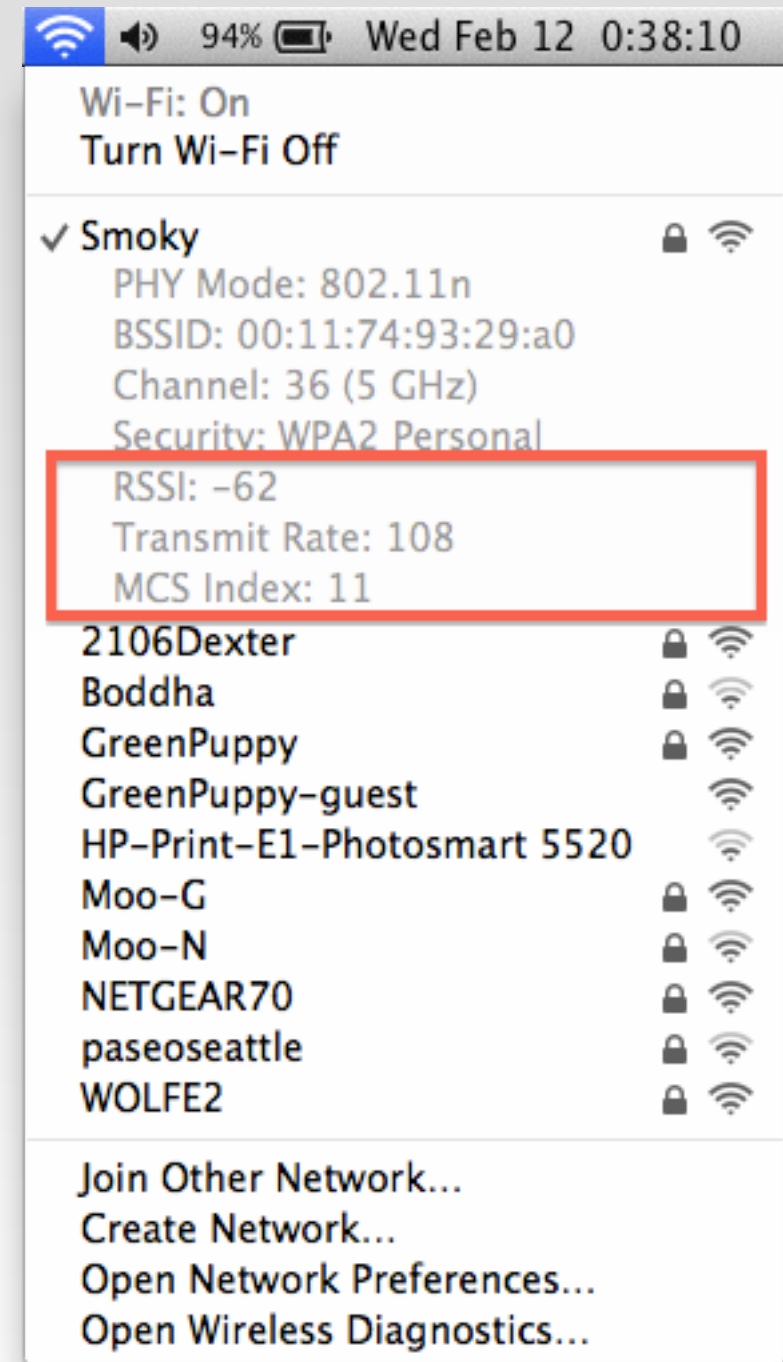 94% Wed Feb 12 0:38:10
Wi-Fi: On
Turn Wi-Fi Off
Smoky
PHY Mode: 802.11n
BSSID: 00:11:74:93:29:a0
Channel: 36 (5 GHz)
Security: WPA2 Personal
RSSI: -62
Transmit Rate: 108
MCS Index: 11
2106Dexter
Boddha
GreenPuppy
GreenPuppy-guest
HP-Print-E1-Photosmart 5520
Moo-G
Moo-N
NETGEAR70
paseoseattle
WOLFE2
Join Other Network...
Create Network...
Open Network Preferences...
Open Wireless Diagnostics...